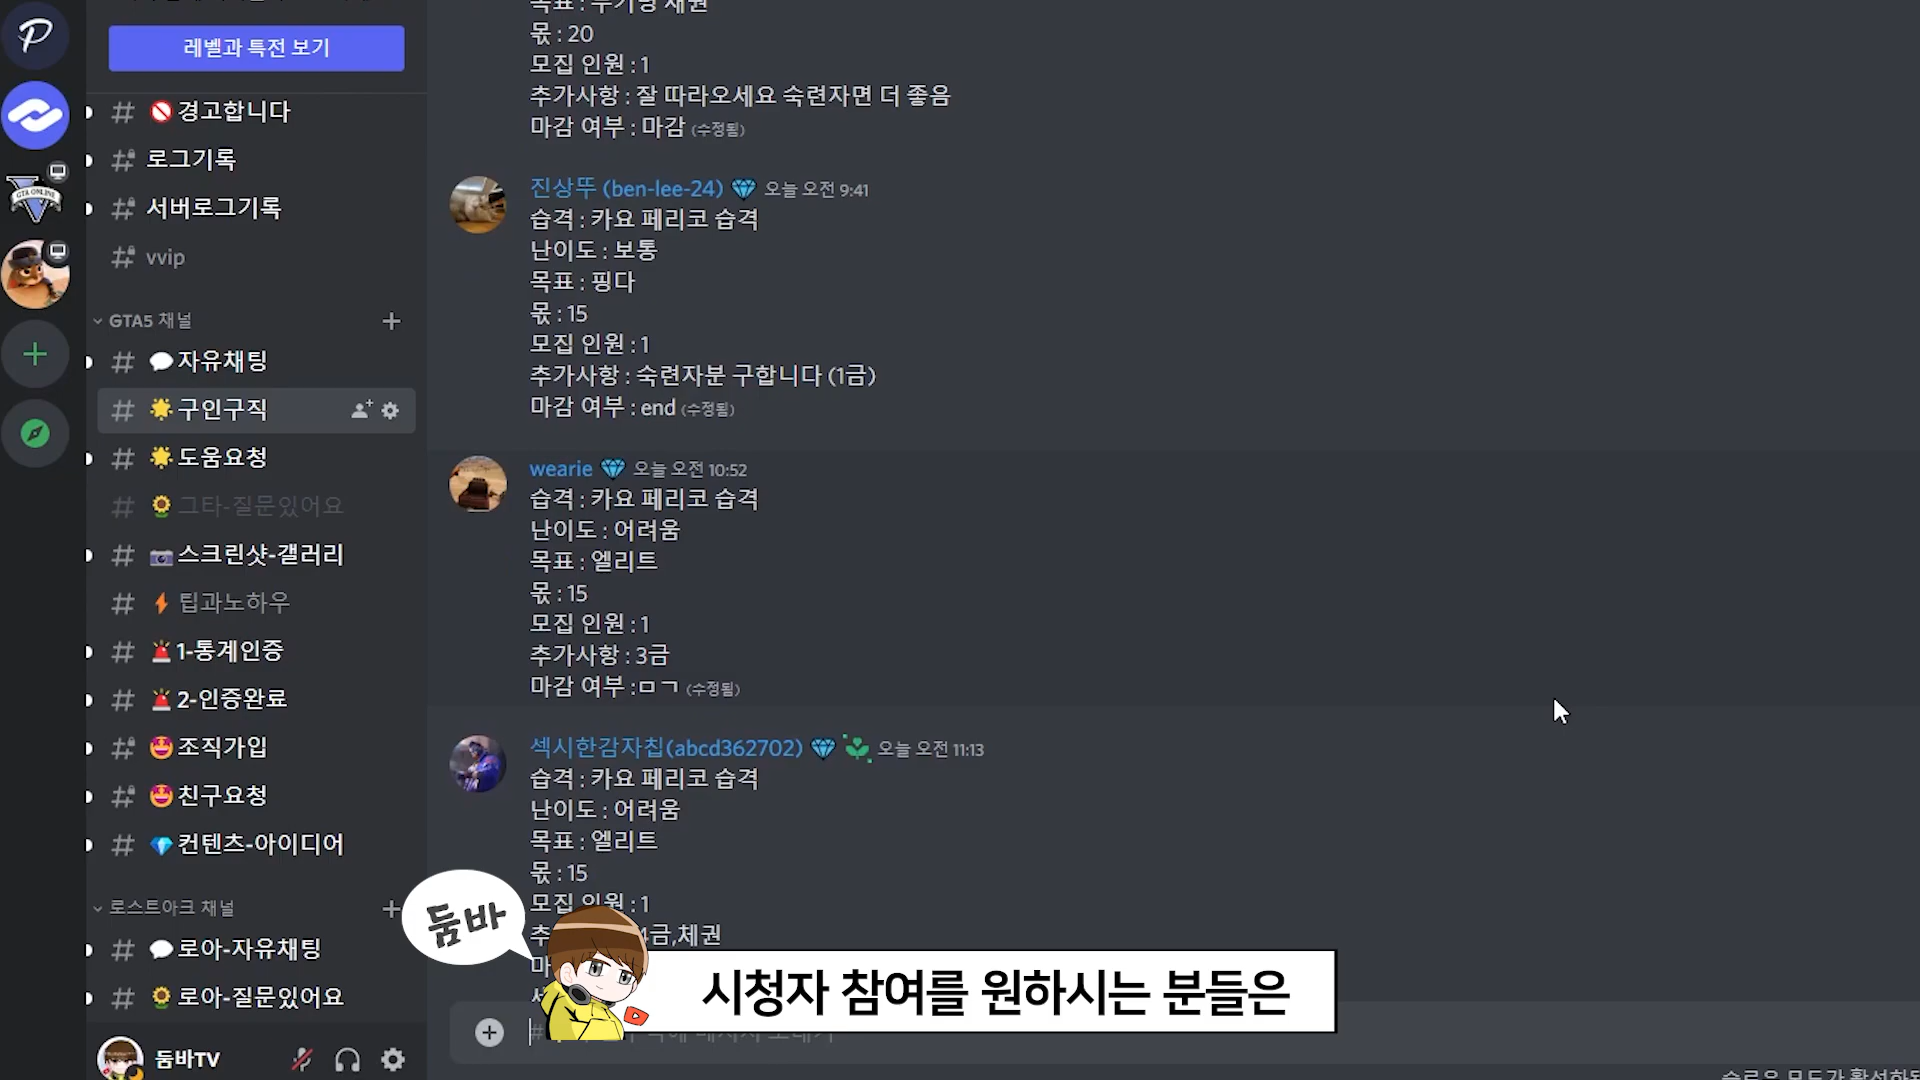 레벨과 특전 보기
경고합니다
로그기록
서버로그기록
vvip
GTA ONLINE
GTA5 채널
자유채팅
구인구직
도움요청
그타-질문있어요
스크린샷-갤러리
팁과노하우
1-통계인증
2-인증완료
조직가입
친구요청
컨텐츠-아이디어
로스트아크 채널
로아-자유채팅
로아-질문있어요
둠바TV
몫 : 20
모집 인원 : 1
추가사항 : 잘 따라오세요 숙련자면 더 좋음
마감 여부 : 마감 (수정됨)
진상뚜 (ben-lee-24) 오늘 오전 9:41
습격 : 카요 페리코 습격
난이도 : 보통
목표 : 핑다
몫 : 15
모집 인원 : 1
추가사항 : 숙련자분 구합니다 (1금)
마감 여부 : end (수정됨)
wearie 오늘 오전 10:52
습격 : 카요 페리코 습격
난이도 : 어려움
목표 : 엘리트
몫 : 15
모집 인원 : 1
추가사항 : 3금
마감 여부 :ㅁㄱ (수정됨)
섹시한감자칩(abcd362702) 오늘 오전 11:13
습격 : 카요 페리코 습격
난이도 : 어려움
목표 : 엘리트
몫 : 15
모집 인원 : 1
4금,채권
둠바
시청자 참여를 원하시는 분들은